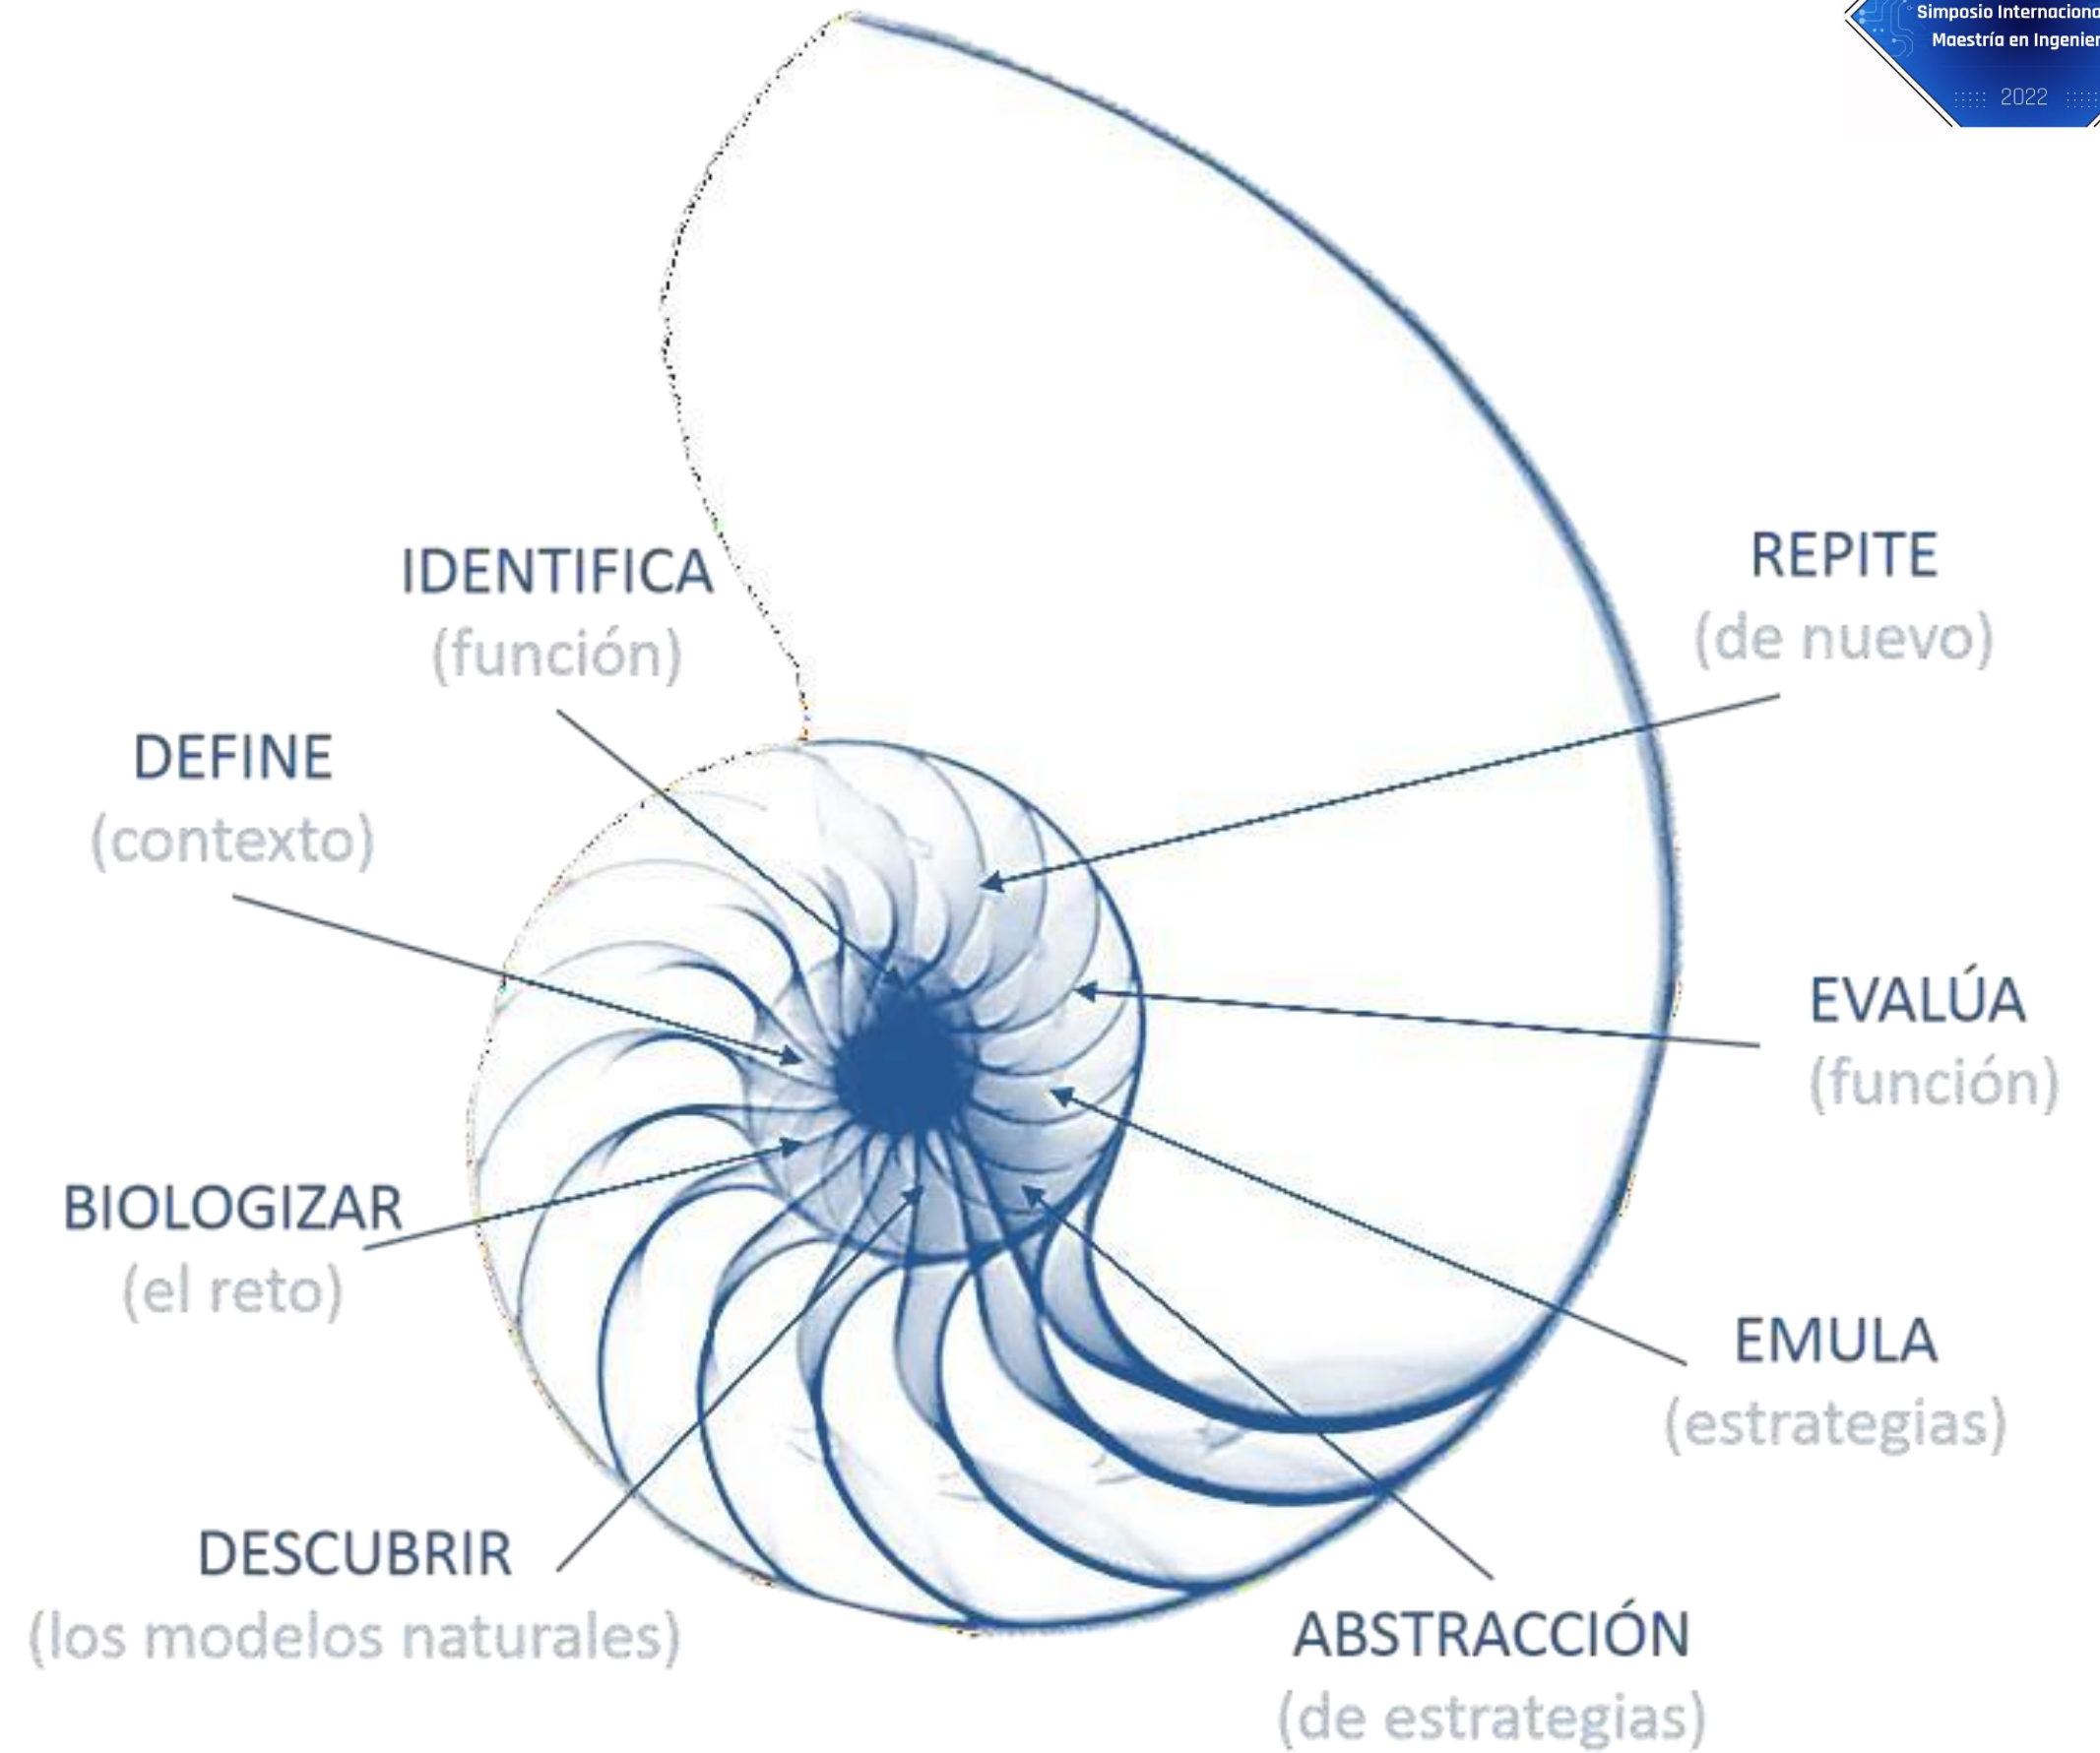 Simposio Internaciona
Maestría en Ingenier
2022
IDENTIFICA
(función)
DEFINE
(contexto)
BIOLOGIZAR
(el reto)
DESCUBRIR
(los modelos naturales)
ABSTRACCIÓN
(de estrategias)
EMULA
(estrategias)
EVALÚA
(función)
REPITE
(de nuevo)